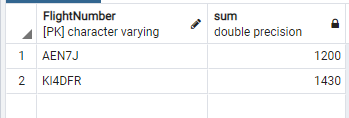 FlightNumber sum
[PK] character varying double precision
1 AEN7J 1200
2 KI4DFR 1430